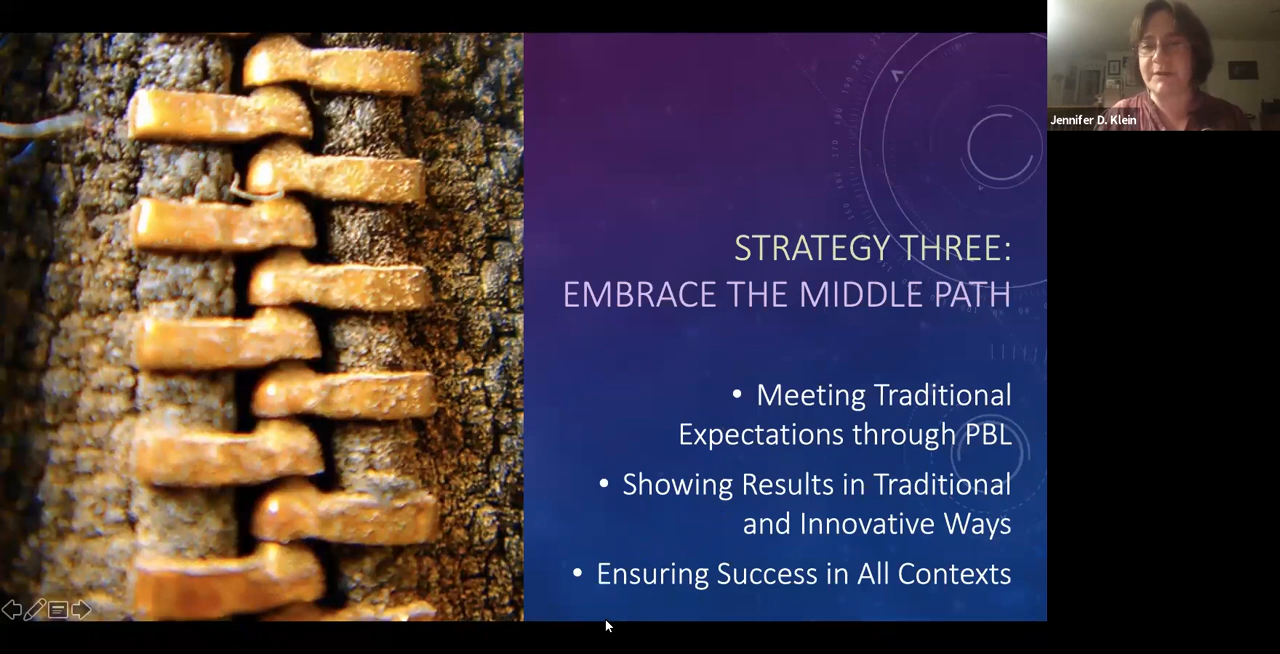 STRATEGY THREE:
EMBRACE THE MIDDLE PATH
• Meeting Traditional
Expectations through PBL
• Showing Results in Traditional
and Innovative Ways
• Ensuring Success in All Contexts
Jennifer D. Klein